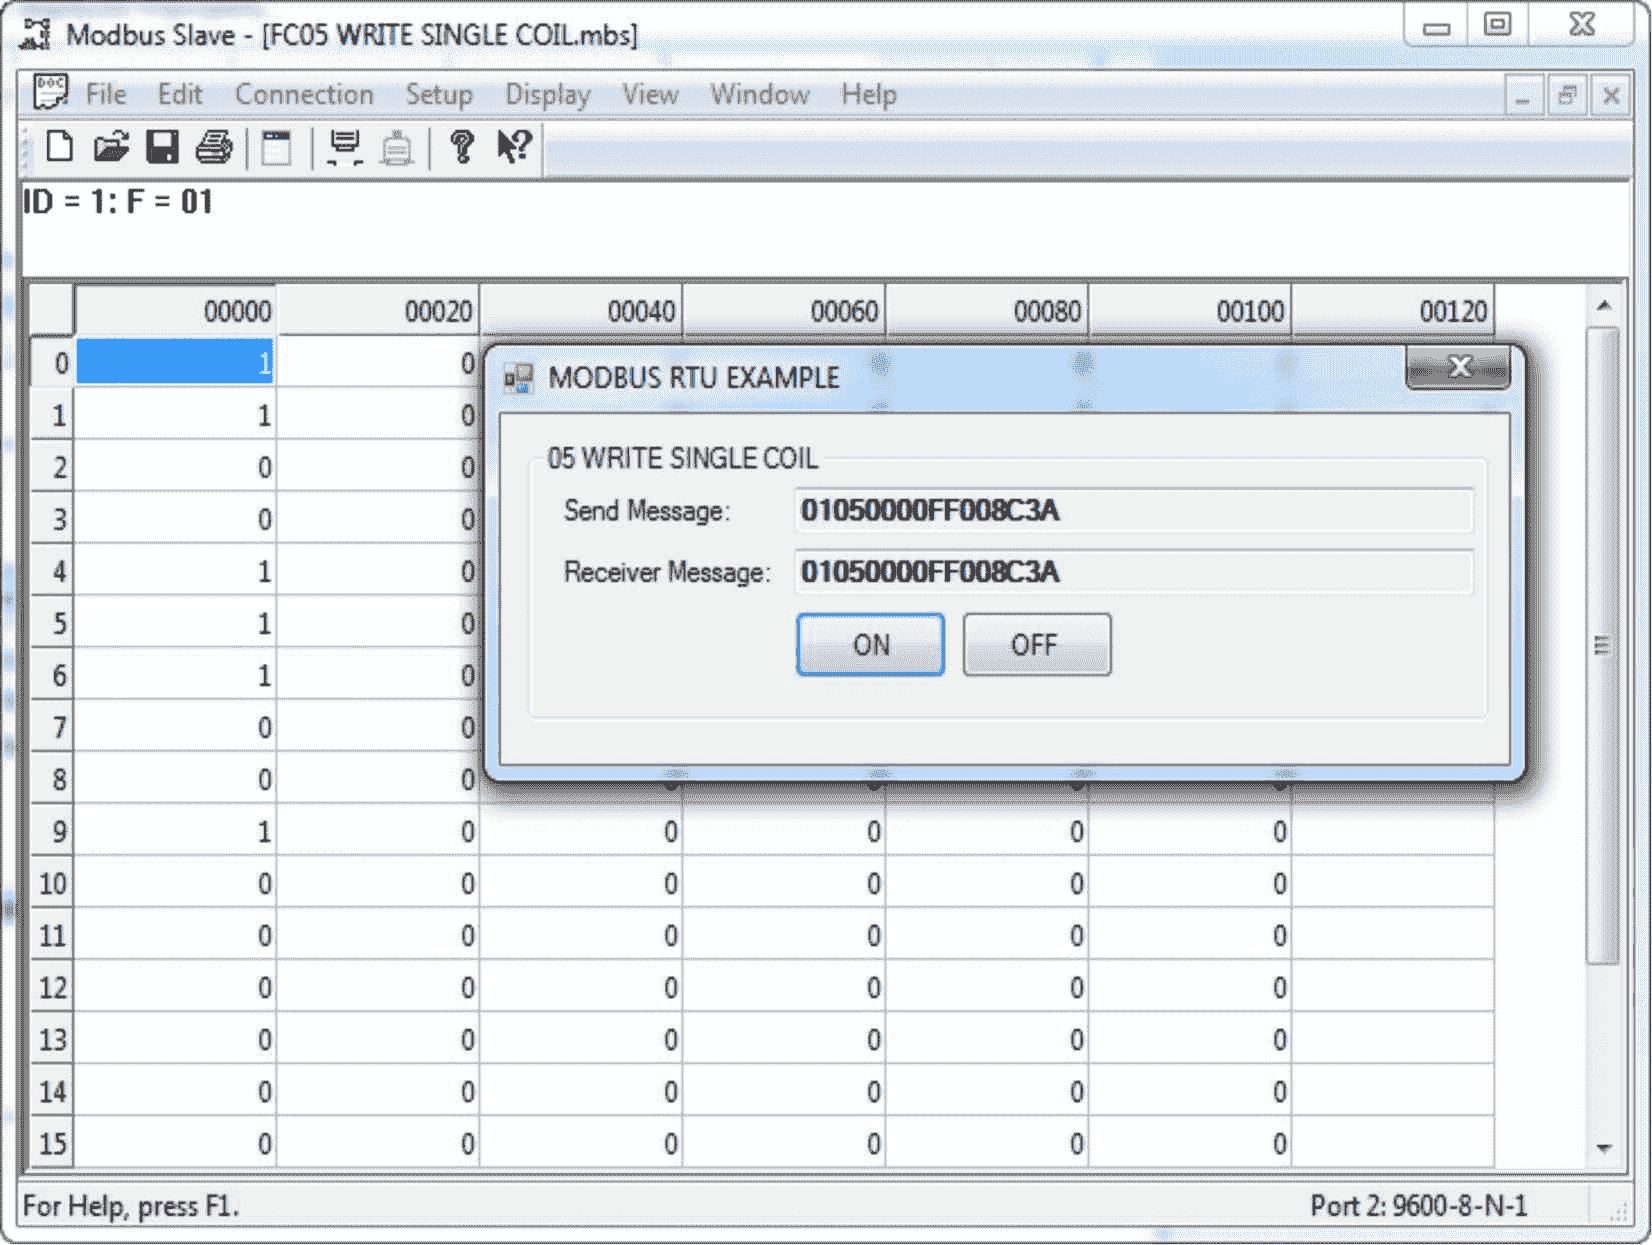 Modbus Slave - [FC05 WRITE SINGLE COIL.mbs]
DOC File Edit Connection Setup Display View Window Help
ID = 1: F = 01
00000 00020 00040 00060 00080 00100 00120
0 1 0
MODBUS RTU EXAMPLE
1 1 0
05 WRITE SINGLE COIL
2 0 0
Send Message: 01050000FF008C3A
3 0 0
Receiver Message: 01050000FF008C3A
4 1 0
5 1 0
ON OFF
6 1 0
7 0 0
8 0 0
9 1 0 0 0 0 0
10 0 0 0 0 0 0
11 0 0 0 0 0 0
12 0 0 0 0 0 0
13 0 0 0 0 0 0
14 0 0 0 0 0 0
15 0 0 0 0 0 0
For Help, press F1. Port 2: 9600-8-N-1